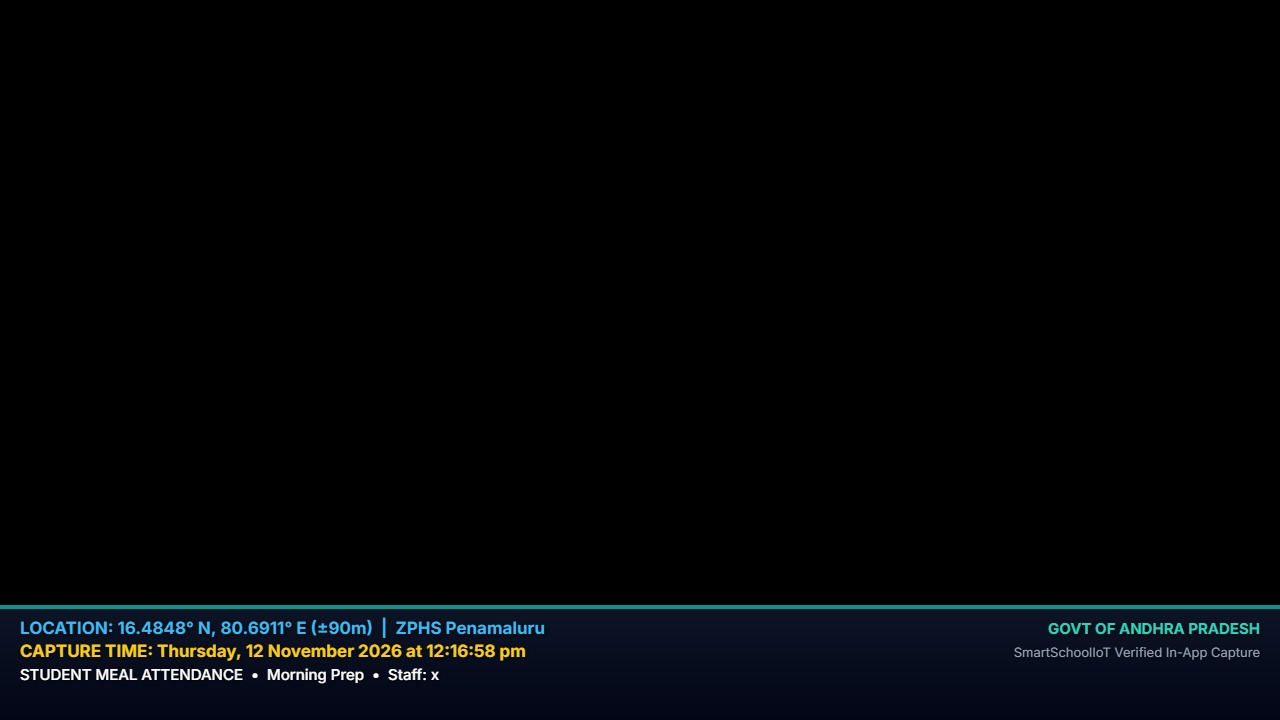 LOCATION: 16.4848° N, 80.6911° E (±90m) | ZPHS Penamaluru
CAPTURE TIME: Thursday, 12 November 2026 at 12:16:58 pm
STUDENT MEAL ATTENDANCE • Morning Prep • Staff: x
GOVT OF ANDHRA PRADESH
SmartSchoolIoT Verified In-App Capture